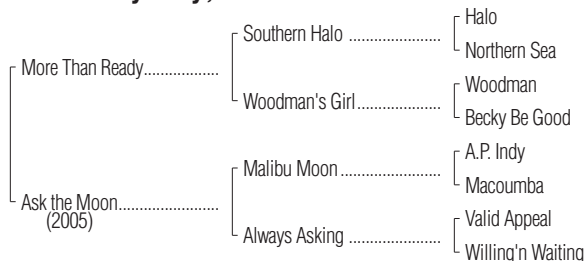 Halo
Southern Halo ......................
Northern Sea
More Than Ready..................
Woodman
Woodman's Girl.....................
Becky Be Good
A.P. Indy
Malibu Moon ........................
Macoumba
Ask the Moon........................
(2005)
Valid Appeal
Always Asking ......................
Willing'n Waiting